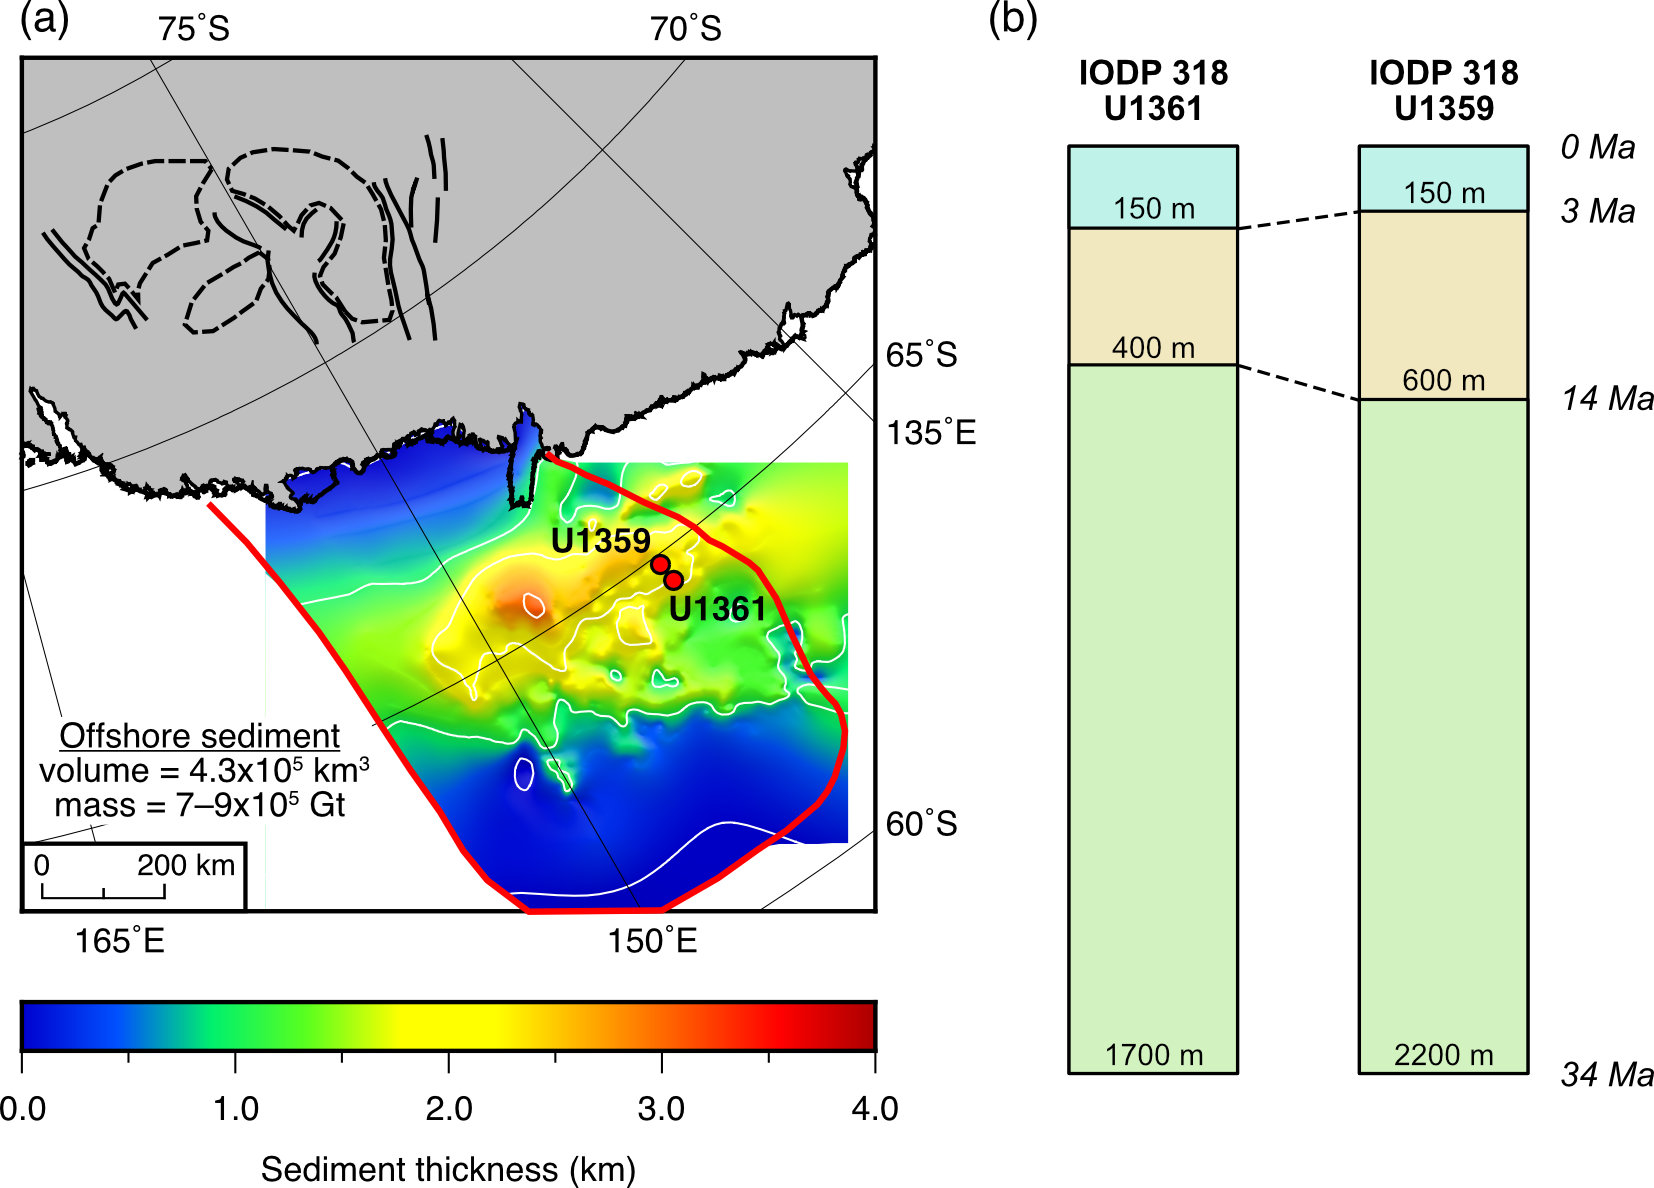 (a)
75˚S
70˚S
65˚S
135˚E
60˚S
165˚E
150˚E
U1359
U1361
Offshore sediment
volume = 4.3x10⁵ km³
mass = 7–9x10⁵ Gt
0 200 km
0.0 1.0 2.0 3.0 4.0
Sediment thickness (km)
(b)
IODP 318
U1361
IODP 318
U1359
150 m
400 m
1700 m
150 m
600 m
2200 m
0 Ma
3 Ma
14 Ma
34 Ma